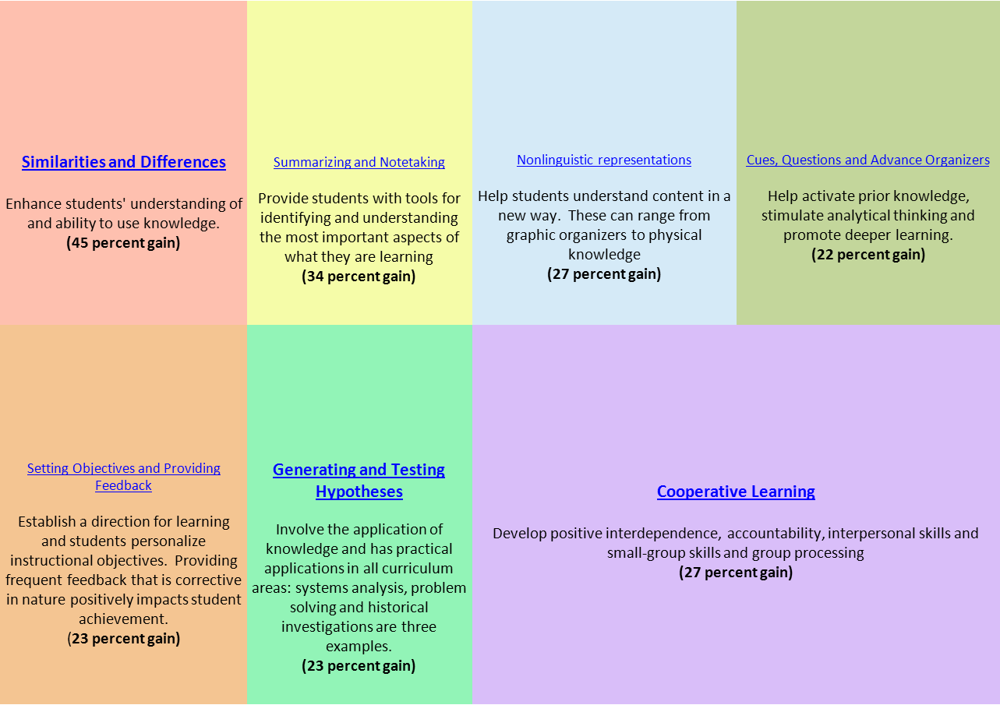 Similarities and Differences
Enhance students' understanding of
and ability to use knowledge.
(45 percent gain)
Summarizing and Notetaking
Provide students with tools for
identifying and understanding
the most important aspects of
what they are learning
(34 percent gain)
Nonlinguistic representations
Help students understand content in a
new way.  These can range from
graphic organizers to physical
knowledge
(27 percent gain)
Cues, Questions and Advance Organizers
Help activate prior knowledge,
stimulate analytical thinking and
promote deeper learning.
(22 percent gain)
Setting Objectives and Providing
Feedback
Establish a direction for learning
and students personalize
instructional objectives.  Providing
frequent feedback that is corrective
in nature positively impacts student
achievement.
(23 percent gain)
Generating and Testing
Hypotheses
Involve the application of
knowledge and has practical
applications in all curriculum
areas: systems analysis, problem
solving and historical
investigations are three
examples.
(23 percent gain)
Cooperative Learning
Develop positive interdependence, accountability, interpersonal skills and
small-group skills and group processing
(27 percent gain)